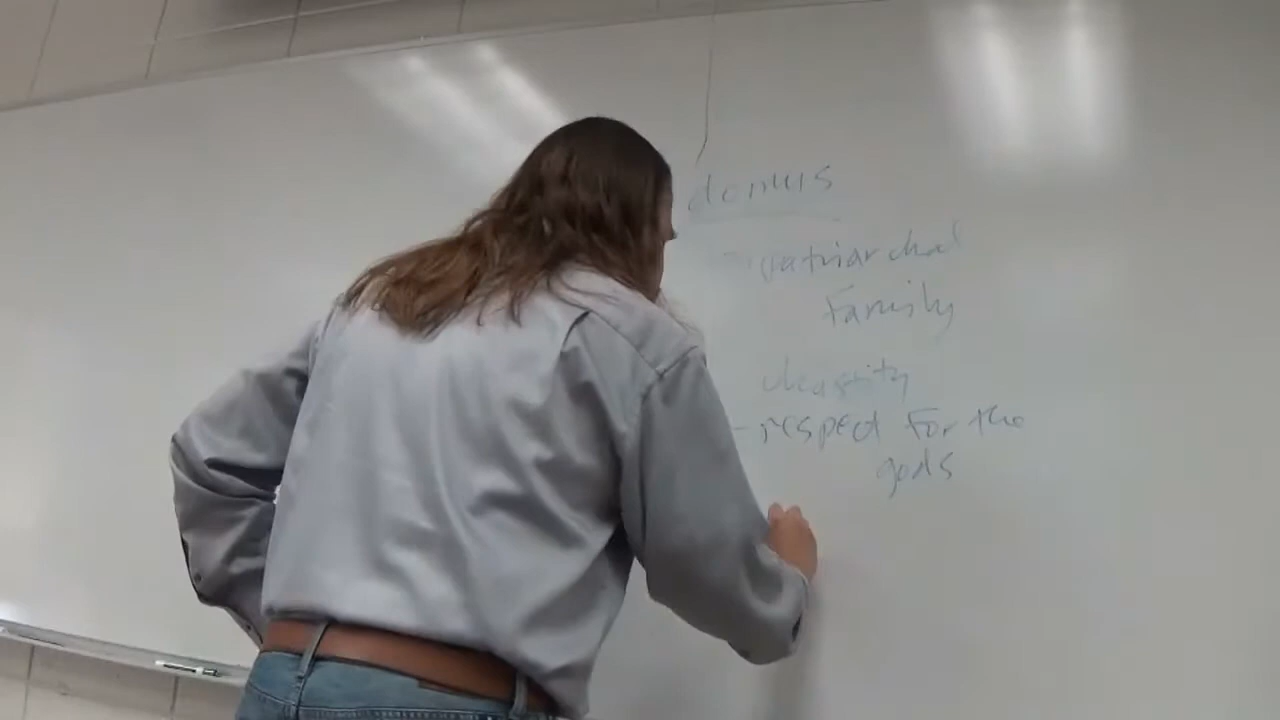 domus
patriarchal
Family
chastity
- respect for the
gods